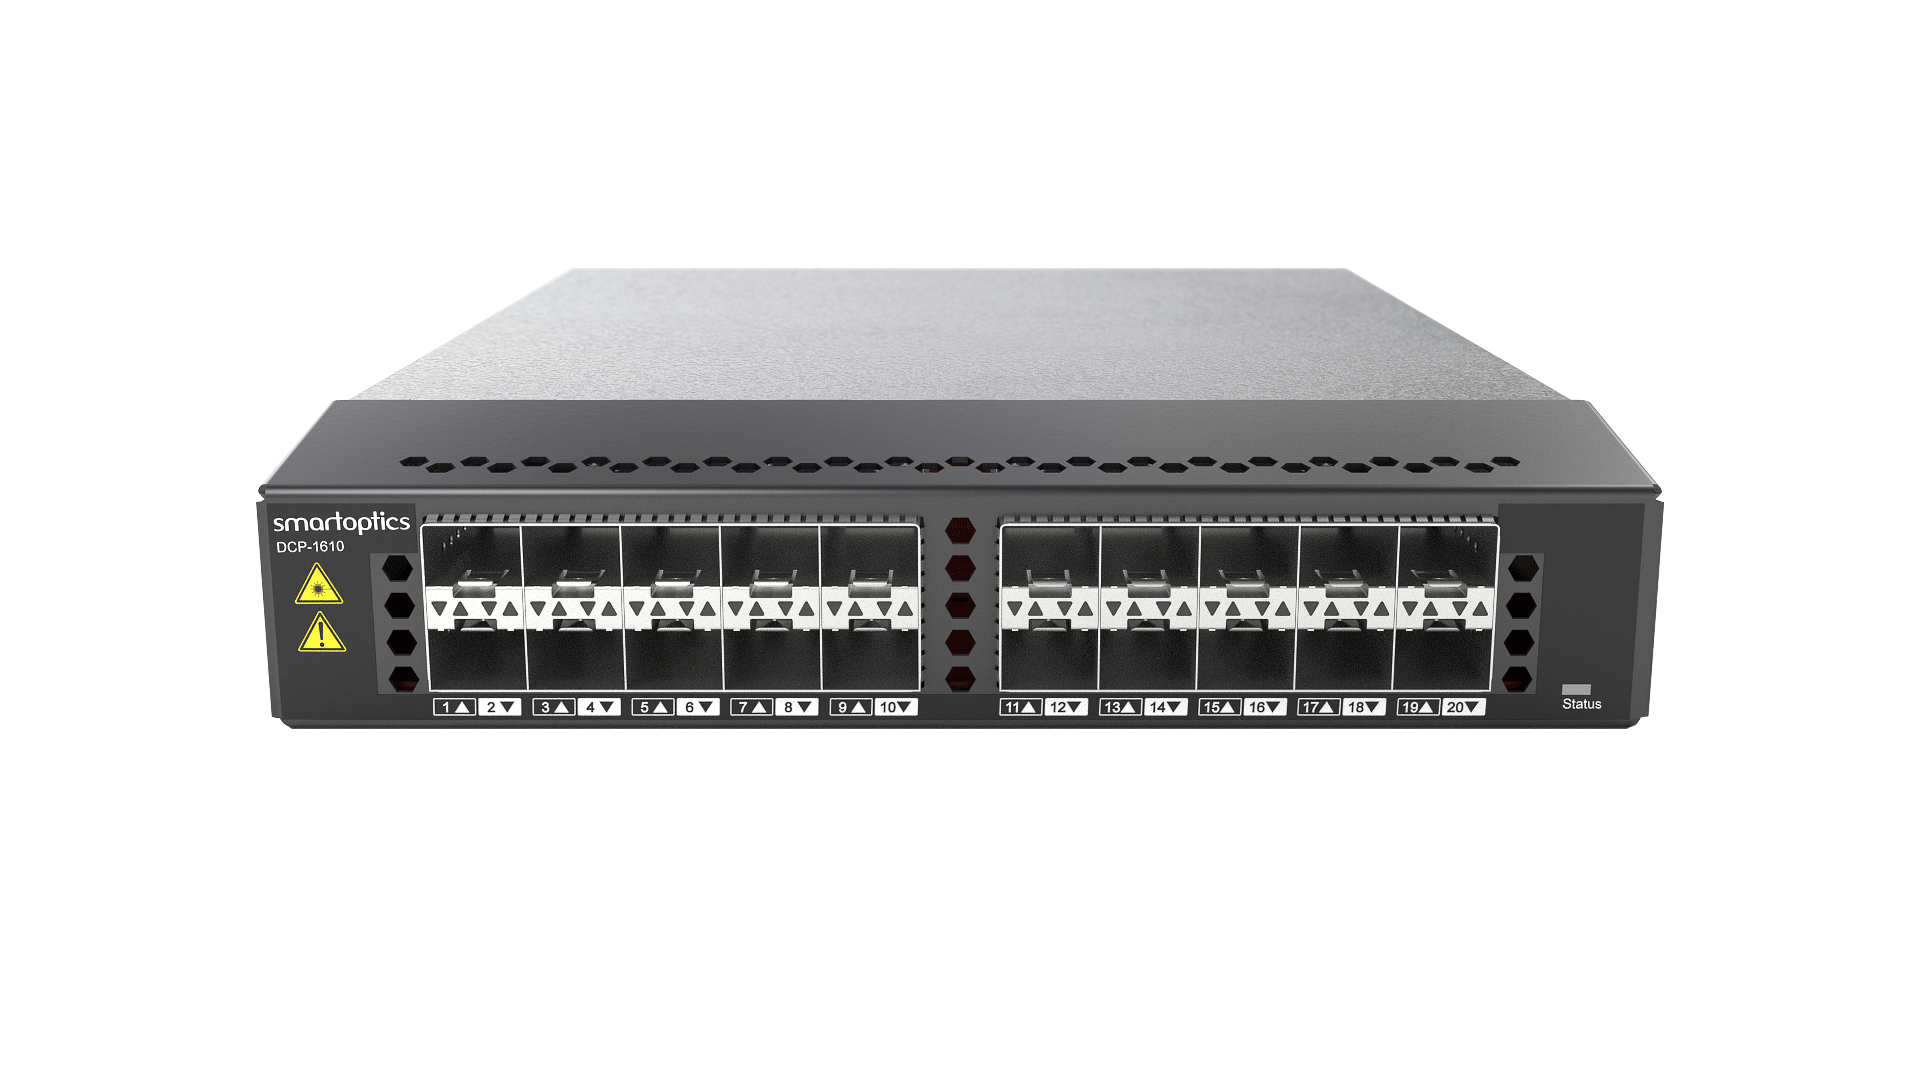 smartoptics
DCP-1610
1▲ 2▼ 3▲ 4▼ 5▲ 6▼ 7▲ 8▼ 9▲ 10▼ 11▲ 12▼ 13▲ 14▼ 15▲ 16▼ 17▲ 18▼ 19▲ 20▼
Status